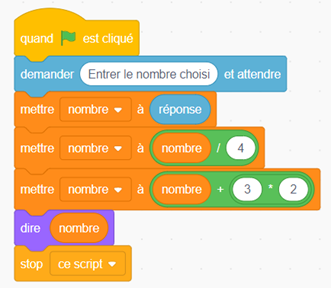 quand est cliqué
demander Entrer le nombre choisi et attendre
mettre nombre à réponse
mettre nombre à nombre / 4
mettre nombre à nombre + 3 * 2
dire nombre
stop ce script